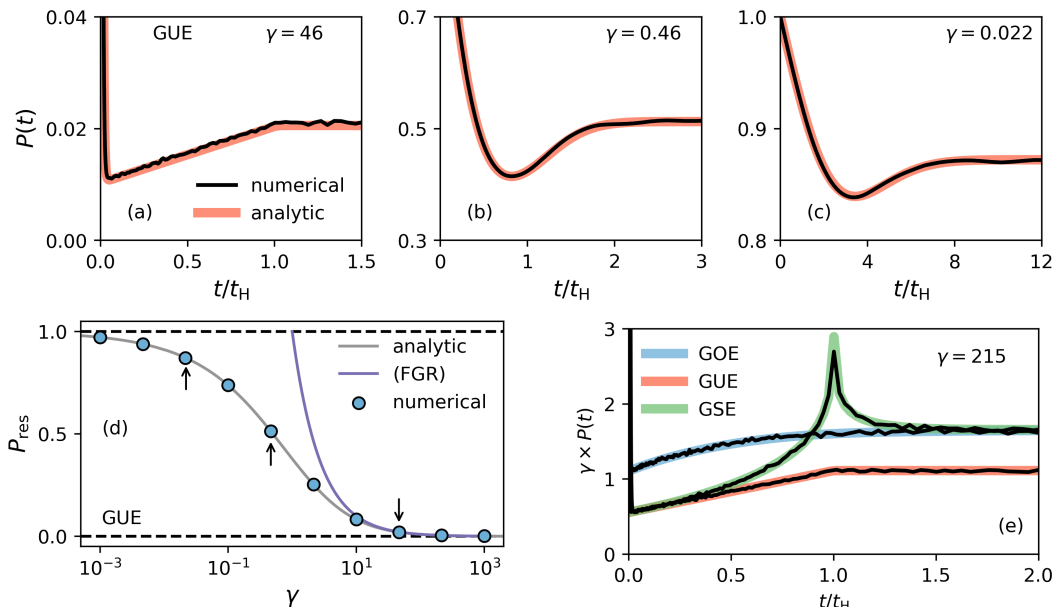 0.04
0.02
0.00
P(t)
GUE
γ = 46
numerical
analytic
(a)
0.0 0.5 1.0 1.5
t/t_H
0.7
0.5
0.3
γ = 0.46
(b)
0 1 2 3
t/t_H
1.0
0.9
0.8
γ = 0.022
(c)
0 4 8 12
t/t_H
1.0
0.5
0.0
P_res
analytic
(FGR)
numerical
(d)
GUE
10⁻³ 10⁻¹ 10¹ 10³
γ
3
2
1
0
γ × P(t)
GOE
GUE
GSE
γ = 215
(e)
0.0 0.5 1.0 1.5 2.0
t/t_H